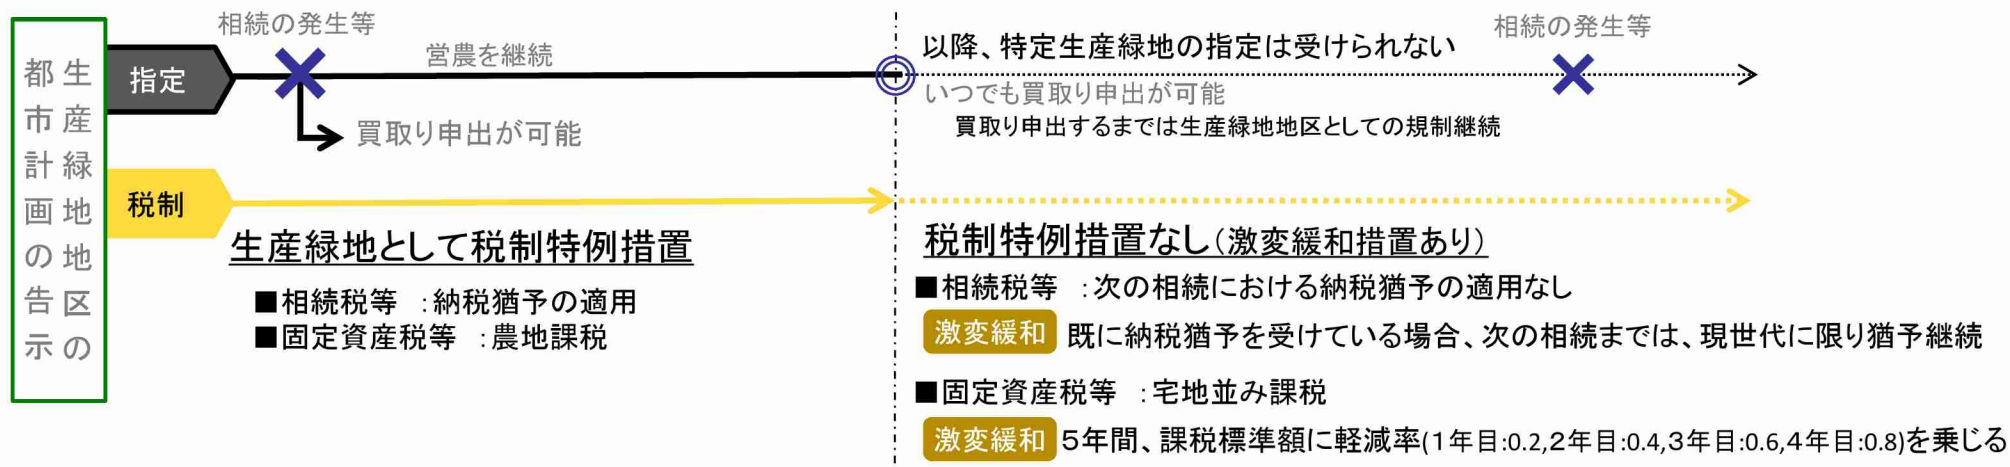 生産緑地地区の
都市計画の告示
指定
相続の発生等
営農を継続
買取り申出が可能
以降、特定生産緑地の指定は受けられない
相続の発生等
いつでも買取り申出が可能
買取り申出するまでは生産緑地地区としての規制継続
税制
生産緑地として税制特例措置
■相続税等　：納税猶予の適用
■固定資産税等　：農地課税
税制特例措置なし（激変緩和措置あり）
■相続税等　：次の相続における納税猶予の適用なし
激変緩和 既に納税猶予を受けている場合、次の相続までは、現世代に限り猶予継続
■固定資産税等　：宅地並み課税
激変緩和 ５年間、課税標準額に軽減率(１年目:0.2,２年目:0.4,３年目:0.6,４年目:0.8)を乗じる